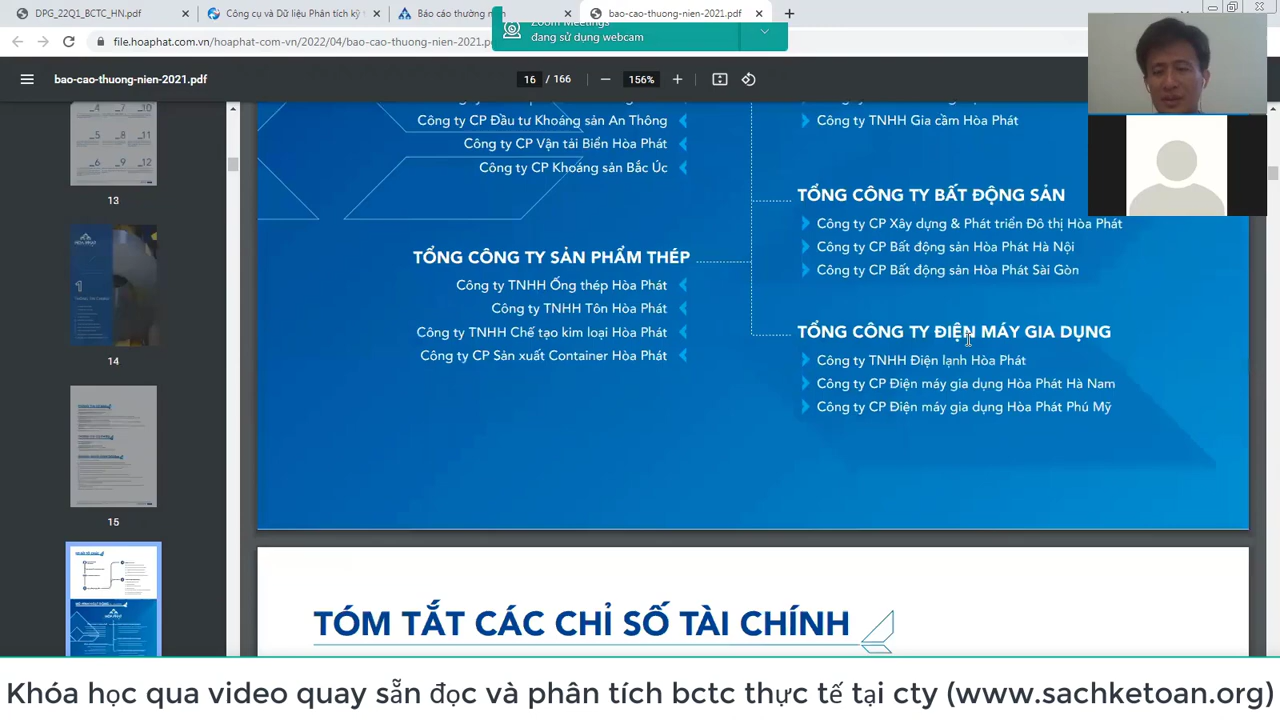 DPG_22Q1_BCTC_HN.pdf
Công cụ và Dữ liệu Phân tích kỹ t
Báo cáo thường niên
bao-cao-thuong-nien-2021.pdf
Zoom Meetings
đang sử dụng webcam
file.hoaphat.com.vn/hoaphat-com-vn/2022/04/bao-cao-thuong-nien-2021.p
bao-cao-thuong-nien-2021.pdf
16 / 166
156%
13
14
15
Công ty CP Đầu tư Khoáng sản An Thông
Công ty CP Vận tải Biển Hòa Phát
Công ty CP Khoáng sản Bắc Úc
TỔNG CÔNG TY SẢN PHẨM THÉP
Công ty TNHH Ống thép Hòa Phát
Công ty TNHH Tôn Hòa Phát
Công ty TNHH Chế tạo kim loại Hòa Phát
Công ty CP Sản xuất Container Hòa Phát
Công ty TNHH Gia cầm Hòa Phát
TỔNG CÔNG TY BẤT ĐỘNG SẢN
Công ty CP Xây dựng & Phát triển Đô thị Hòa Phát
Công ty CP Bất động sản Hòa Phát Hà Nội
Công ty CP Bất động sản Hòa Phát Sài Gòn
TỔNG CÔNG TY ĐIỆN MÁY GIA DỤNG
Công ty TNHH Điện lạnh Hòa Phát
Công ty CP Điện máy gia dụng Hòa Phát Hà Nam
Công ty CP Điện máy gia dụng Hòa Phát Phú Mỹ
TÓM TẮT CÁC CHỈ SỐ TÀI CHÍNH
Khóa học qua video quay sẵn đọc và phân tích bctc thực tế tại cty (www.sachketoan.org)